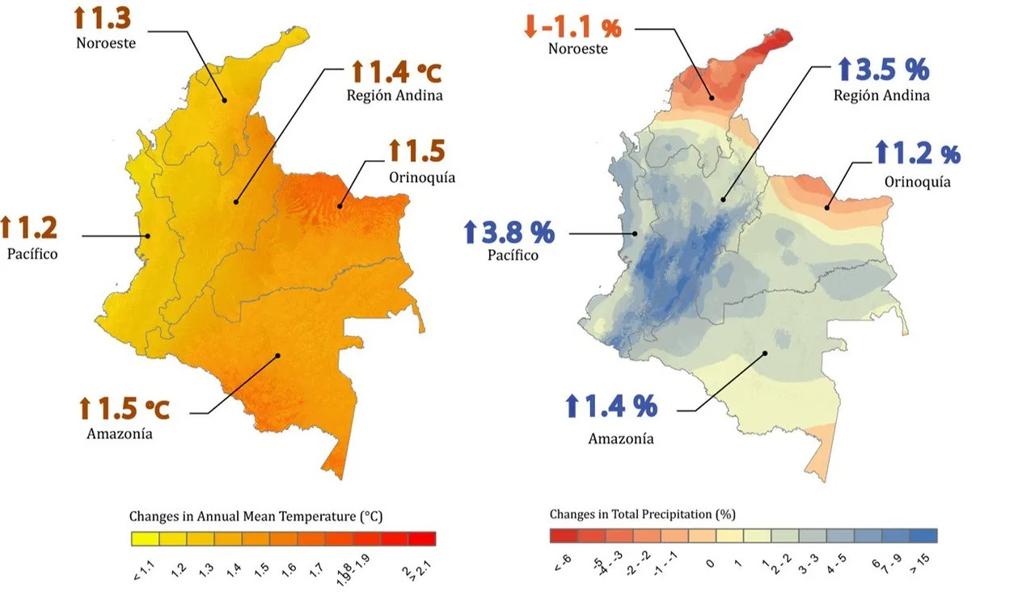 ↑1.3
Noroeste
↑1.4 °C
Región Andina
↑1.5
Orinoquía
↑1.2
Pacífico
↑1.5 °C
Amazonía
Changes in Annual Mean Temperature (°C)
< 1.1 1.2 1.3 1.4 1.5 1.6 1.7 1.8 1.9 - 1.9 2 > 2.1
↓-1.1 %
Noroeste
↑3.5 %
Región Andina
↑1.2 %
Orinoquía
↑3.8 %
Pacífico
↑1.4 %
Amazonía
Changes in Total Precipitation (%)
<-6 -5 -4--3 -2--2 -1--1 0 1 1 2-2 3-3 4-5 6 7-9 > 15